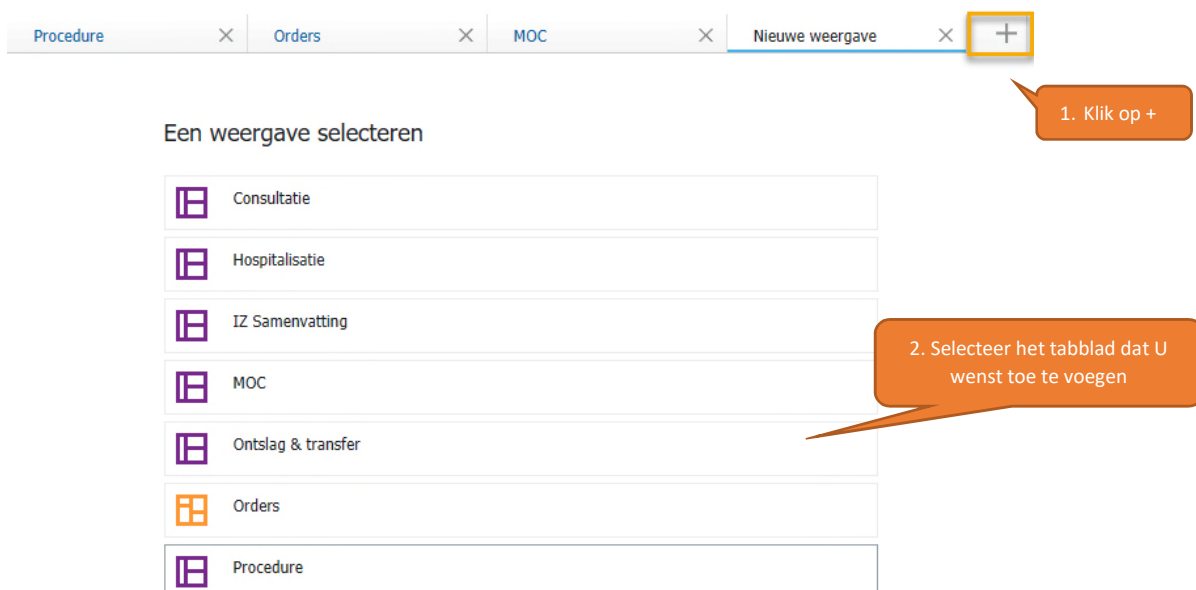 Procedure
Orders
MOC
Nieuwe weergave
1. Klik op +
Een weergave selecteren
Consultatie
Hospitalisatie
IZ Samenvatting
2. Selecteer het tabblad dat U
wenst toe te voegen
MOC
Ontslag & transfer
Orders
Procedure